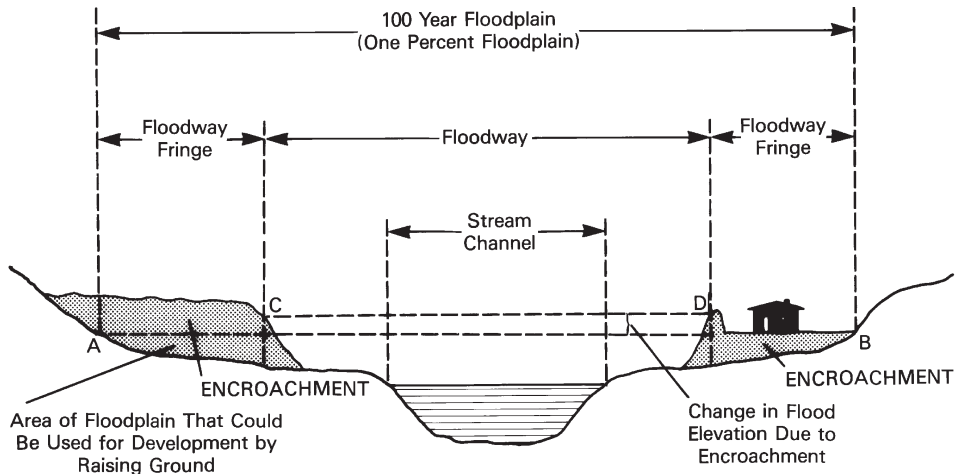 100 Year Floodplain
(One Percent Floodplain)
Floodway
Fringe
Floodway
Floodway
Fringe
Stream
Channel
C
D
A
B
ENCROACHMENT
ENCROACHMENT
Area of Floodplain That Could
Be Used for Development by
Raising Ground
Change in Flood
Elevation Due to
Encroachment